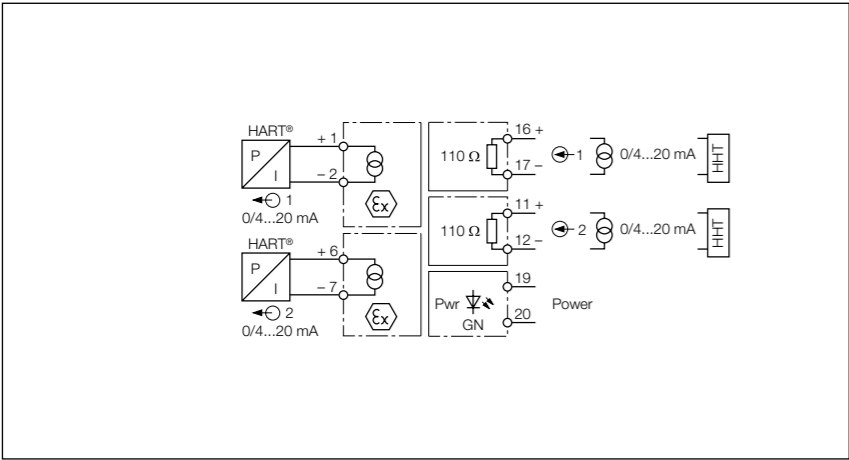 HART®
+ 1
P
I
– 2
1
0/4...20 mA
Ex
HART®
+ 6
P
I
– 7
2
0/4...20 mA
Ex
110 Ω
16 +
17 –
1
0/4...20 mA
HHT
110 Ω
11 +
12 –
2
0/4...20 mA
HHT
19
Pwr
GN
20
Power